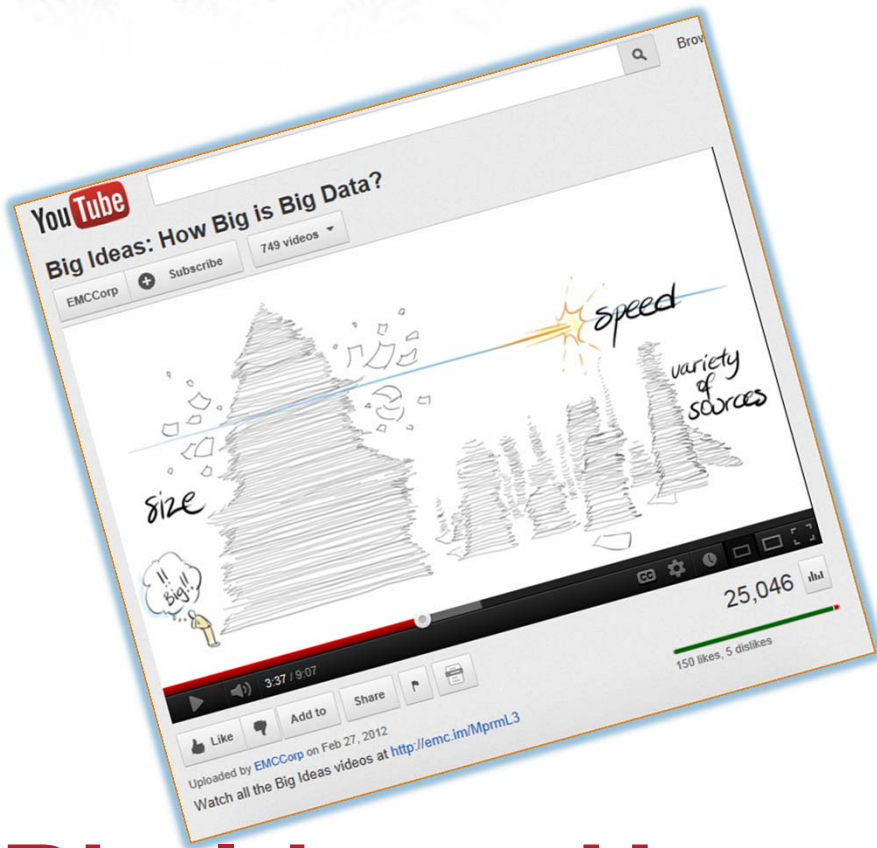 Brow
YouTube
Big Ideas: How Big is Big Data?
EMCCorp Subscribe 749 videos
speed
variety
of
sources
size
!!
Big!!
CC
3:37 / 9:07
25,046
Like Add to Share
150 likes, 5 dislikes
Uploaded by EMCCorp on Feb 27, 2012
Watch all the Big Ideas videos at http://emc.im/MprmL3